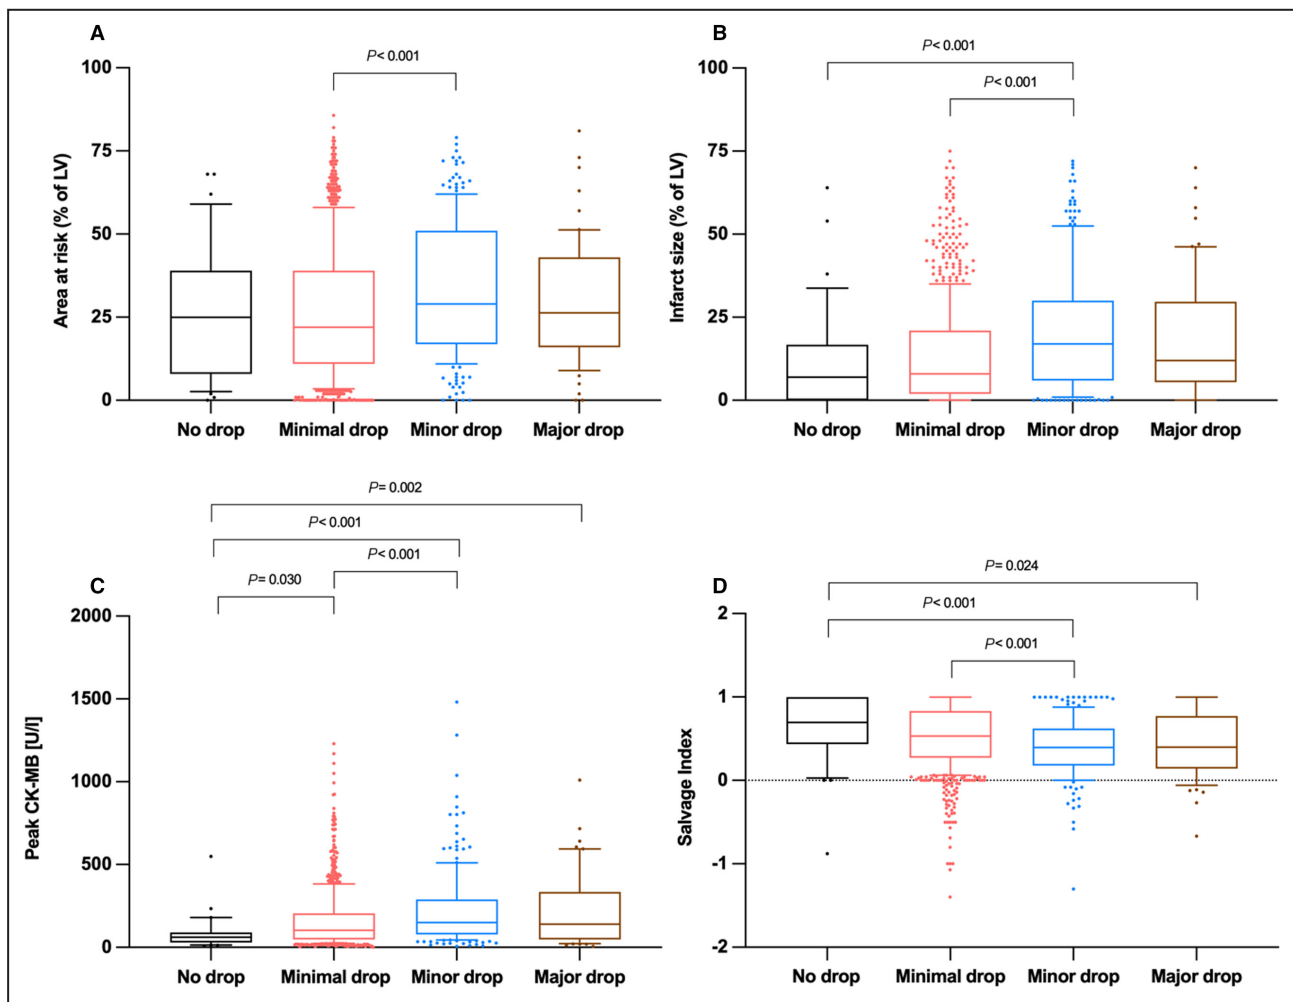 A
P< 0.001
100
75
50
25
0
Area at risk (% of LV)
No drop
Minimal drop
Minor drop
Major drop
B
P< 0.001
P< 0.001
100
75
50
25
0
Infarct size (% of LV)
No drop
Minimal drop
Minor drop
Major drop
P= 0.002
P< 0.001
P< 0.001
P= 0.030
C
2000
1500
1000
500
0
Peak CK-MB [U/l]
No drop
Minimal drop
Minor drop
Major drop
P= 0.024
D
P< 0.001
P< 0.001
2
1
0
-1
-2
Salvage Index
No drop
Minimal drop
Minor drop
Major drop